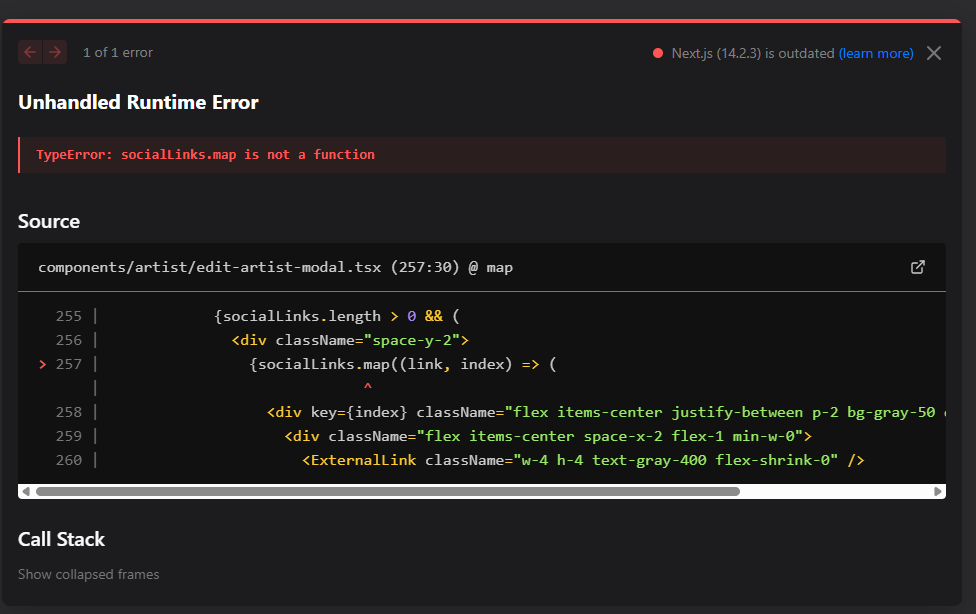 1 of 1 error
Next.js (14.2.3) is outdated (learn more)
Unhandled Runtime Error
TypeError: socialLinks.map is not a function
Source
components/artist/edit-artist-modal.tsx (257:30) @ map
255 | {socialLinks.length > 0 && (
256 | <div className="space-y-2">
> 257 | {socialLinks.map((link, index) => (
| ^
258 | <div key={index} className="flex items-center justify-between p-2 bg-gray-50
259 | <div className="flex items-center space-x-2 flex-1 min-w-0">
260 | <ExternalLink className="w-4 h-4 text-gray-400 flex-shrink-0" />
Call Stack
Show collapsed frames